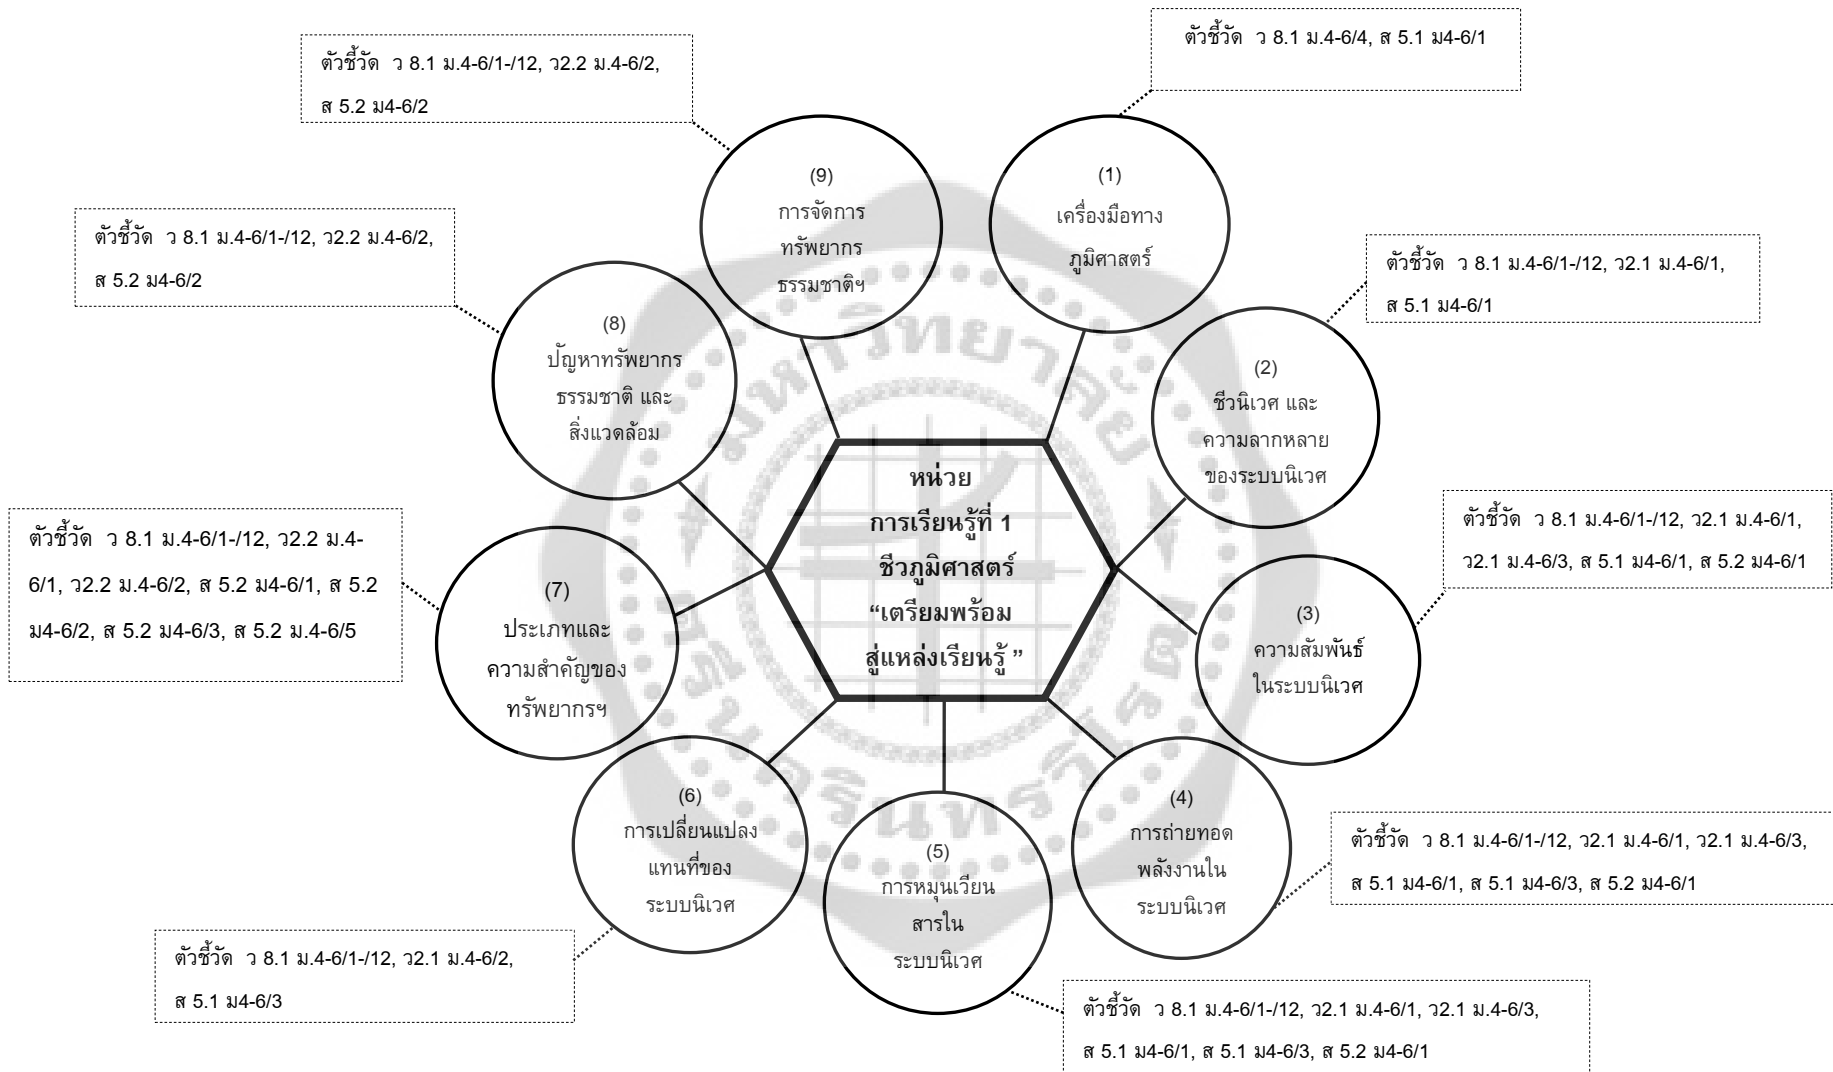 ตัวชี้วัด ว 8.1 ม.4-6/4, ส 5.1 ม4-6/1
ตัวชี้วัด ว 8.1 ม.4-6/1-/12, ว2.2 ม.4-6/2,
ส 5.2 ม4-6/2
(9)
การจัดการ
ทรัพยากร
ธรรมชาติฯ
(1)
เครื่องมือทาง
ภูมิศาสตร์
ตัวชี้วัด ว 8.1 ม.4-6/1-/12, ว2.2 ม.4-6/2,
ส 5.2 ม4-6/2
ตัวชี้วัด ว 8.1 ม.4-6/1-/12, ว2.1 ม.4-6/1,
ส 5.1 ม4-6/1
(8)
ปัญหาทรัพยากร
ธรรมชาติ และ
สิ่งแวดล้อม
(2)
ชีวนิเวศ และ
ความลากหลาย
ของระบบนิเวศ
หน่วย
การเรียนรู้ที่ 1
ชีวภูมิศาสตร์
“เตรียมพร้อม
สู่แหล่งเรียนรู้ ”
ตัวชี้วัด ว 8.1 ม.4-6/1-/12, ว2.2 ม.4-
6/1, ว2.2 ม.4-6/2, ส 5.2 ม4-6/1, ส 5.2
ม4-6/2, ส 5.2 ม4-6/3, ส 5.2 ม.4-6/5
ตัวชี้วัด ว 8.1 ม.4-6/1-/12, ว2.1 ม.4-6/1,
ว2.1 ม.4-6/3, ส 5.1 ม4-6/1, ส 5.2 ม4-6/1
(7)
ประเภทและ
ความสำคัญของ
ทรัพยากรฯ
(3)
ความสัมพันธ์
ในระบบนิเวศ
(6)
การเปลี่ยนแปลง
แทนที่ของ
ระบบนิเวศ
(5)
การหมุนเวียน
สารใน
ระบบนิเวศ
(4)
การถ่ายทอด
พลังงานใน
ระบบนิเวศ
ตัวชี้วัด ว 8.1 ม.4-6/1-/12, ว2.1 ม.4-6/1, ว2.1 ม.4-6/3,
ส 5.1 ม4-6/1, ส 5.1 ม4-6/3, ส 5.2 ม4-6/1
ตัวชี้วัด ว 8.1 ม.4-6/1-/12, ว2.1 ม.4-6/2,
ส 5.1 ม4-6/3
ตัวชี้วัด ว 8.1 ม.4-6/1-/12, ว2.1 ม.4-6/1, ว2.1 ม.4-6/3,
ส 5.1 ม4-6/1, ส 5.1 ม4-6/3, ส 5.2 ม4-6/1
มหาวิทยาลัย
ศรีนครินทรวิโรฒ